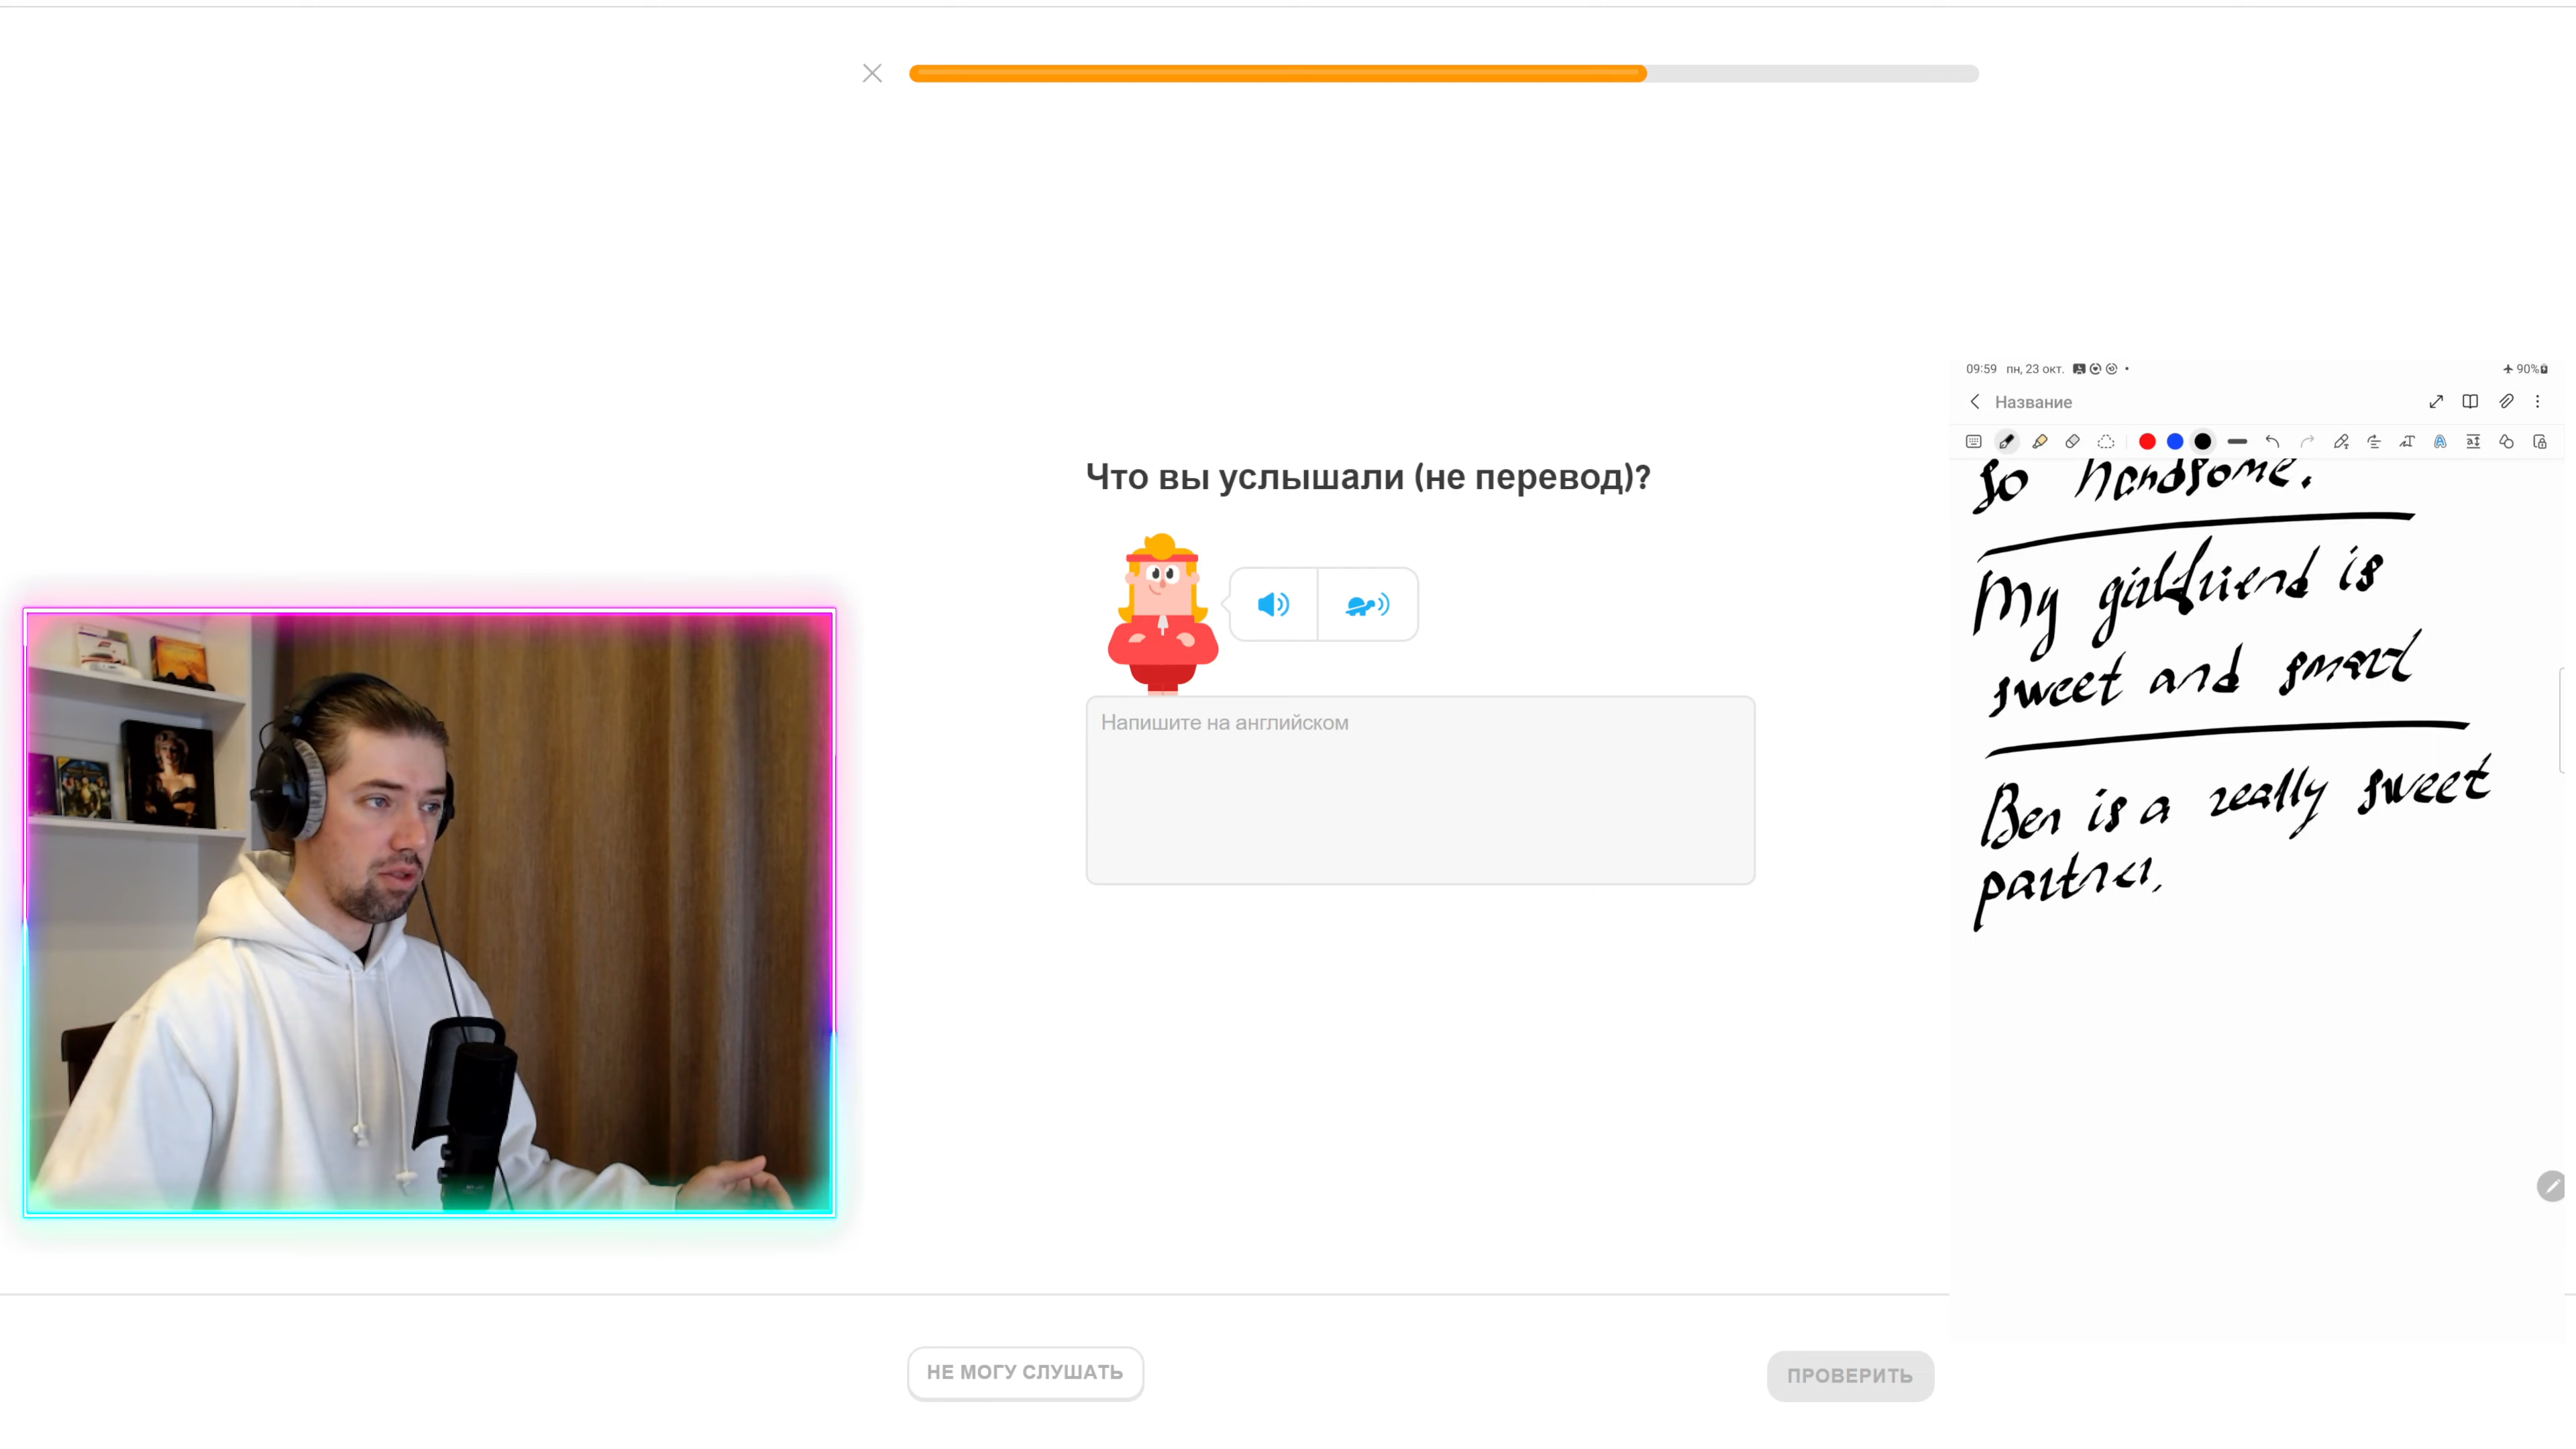 09:59 пн, 23 окт. 90%
Название
Что вы услышали (не перевод)?
Напишите на английском
so handsome.
My girlfriend is
sweet and smart
Ben is a really sweet
partner.
НЕ МОГУ СЛУШАТЬ
ПРОВЕРИТЬ